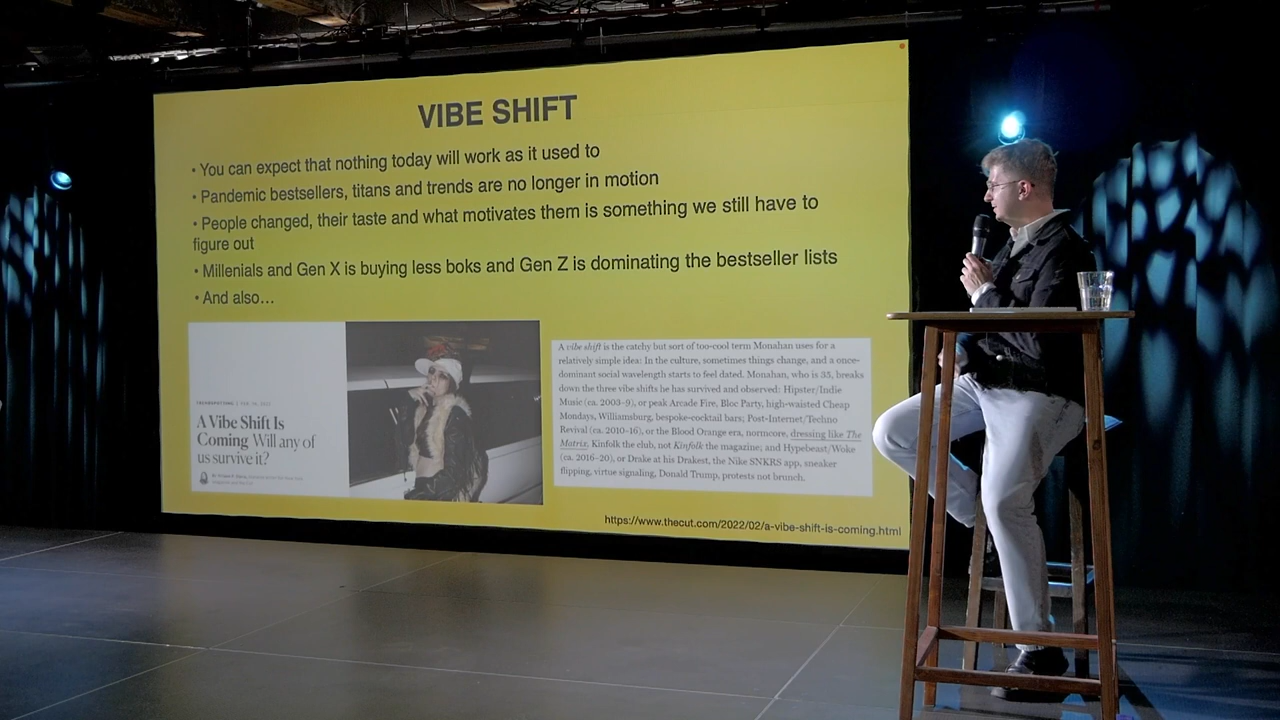 VIBE SHIFT
• You can expect that nothing today will work as it used to
• Pandemic bestsellers, titans and trends are no longer in motion
• People changed, their taste and what motivates them is something we still have to
figure out
• Millenials and Gen X is buying less boks and Gen Z is dominating the bestseller lists
• And also…
A Vibe Shift Is
Coming Will any of
us survive it?
A vibe shift is the catchy but sort of too-cool term Monahan uses for a
relatively simple idea: In the culture, sometimes things change, and a once-
dominant social wavelength starts to feel dated. Monahan, who is 35, breaks
down the three vibe shifts he has survived and observed: Hipster/Indie
Music (ca. 2003–9), or peak Arcade Fire, Bloc Party, high-waisted Cheap
Mondays, Williamsburg, bespoke-cocktail bars; Post-Internet/Techno
Revival (ca. 2010–16), or the Blood Orange era, normcore, dressing like The
Matrix, Kinfolk the club, not Kinfolk the magazine; and Hypebeast/Woke
(ca. 2016–20), or Drake at his Drakest, the Nike SNKRS app, sneaker
flipping, virtue signaling, Donald Trump, protests not brunch.
https://www.thecut.com/2022/02/a-vibe-shift-is-coming.html